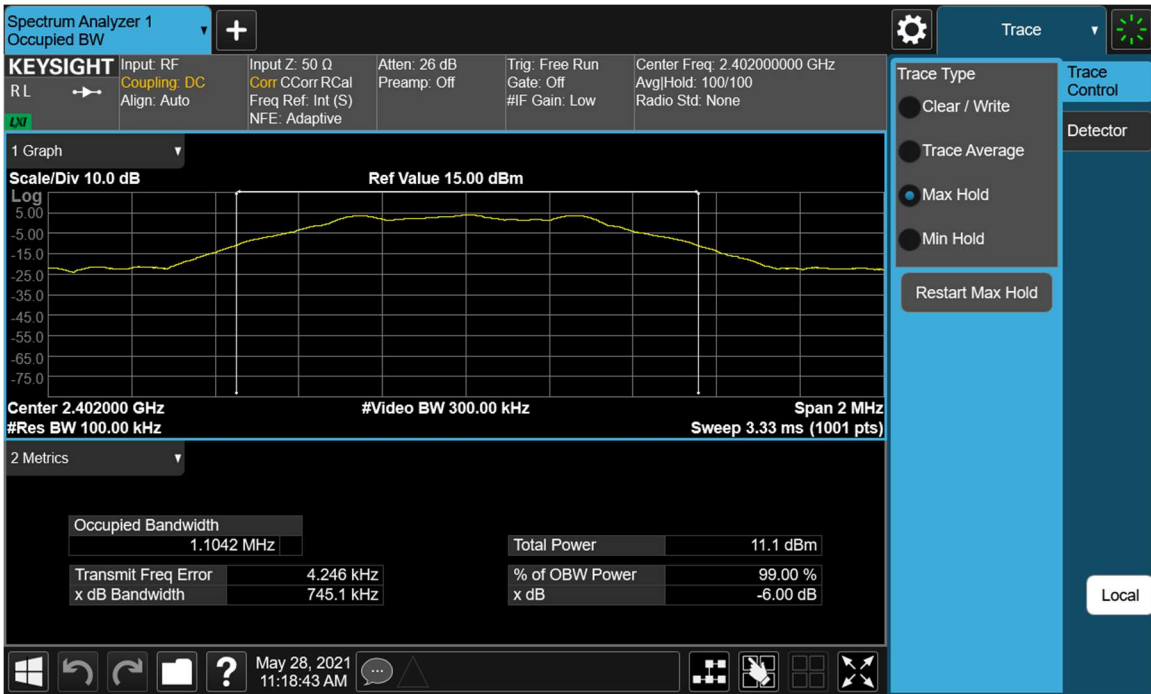 Spectrum Analyzer 1
Occupied BW
+
Trace
KEYSIGHT
R L
LXI
Input: RF
Coupling: DC
Align: Auto
Input Z: 50 Ω
Corr CCorr RCal
Freq Ref: Int (S)
NFE: Adaptive
Atten: 26 dB
Preamp: Off
Trig: Free Run
Gate: Off
#IF Gain: Low
Center Freq: 2.402000000 GHz
Avg|Hold: 100/100
Radio Std: None
Trace Type
Clear / Write
Trace Average
Max Hold
Min Hold
Restart Max Hold
Trace
Control
Detector
1 Graph
Scale/Div 10.0 dB
Ref Value 15.00 dBm
Log
5.00
-5.00
-15.0
-25.0
-35.0
-45.0
-55.0
-65.0
-75.0
Center 2.402000 GHz
#Video BW 300.00 kHz
Span 2 MHz
#Res BW 100.00 kHz
Sweep 3.33 ms (1001 pts)
2 Metrics
Occupied Bandwidth
1.1042 MHz
Total Power 11.1 dBm
Transmit Freq Error 4.246 kHz
% of OBW Power 99.00 %
x dB Bandwidth 745.1 kHz
x dB -6.00 dB
Local
?
May 28, 2021
11:18:43 AM